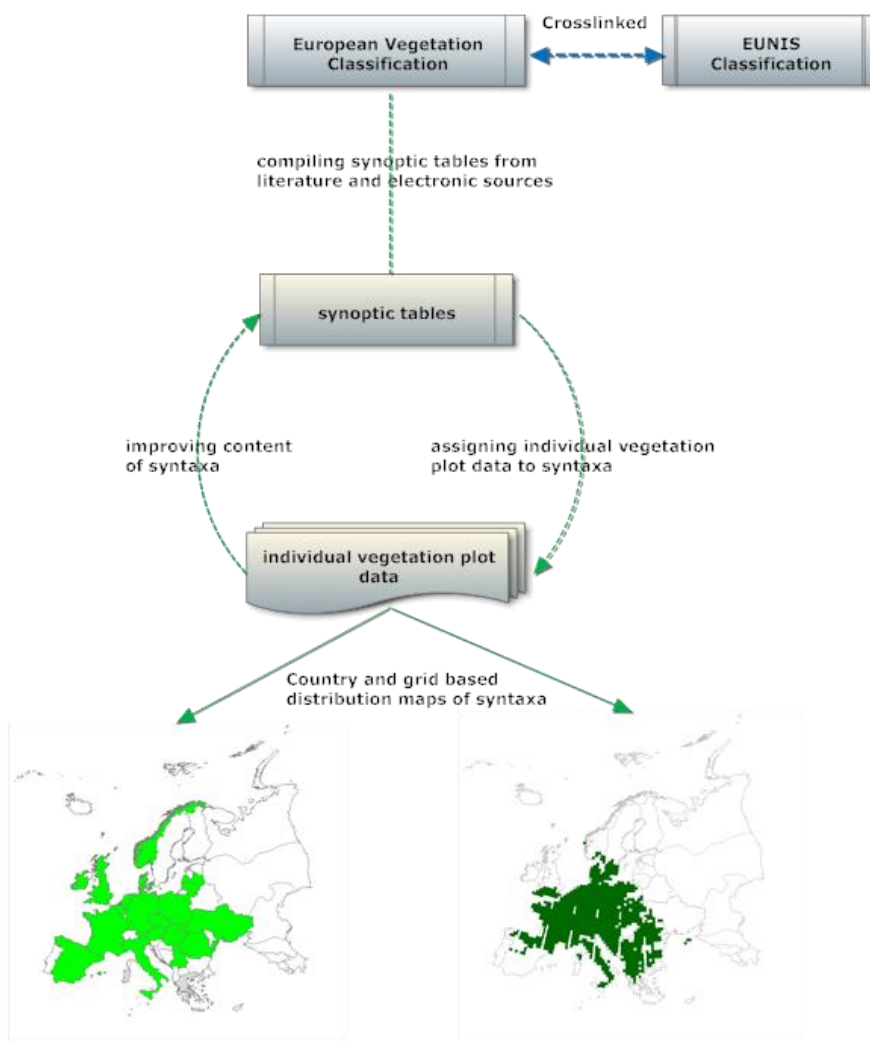 Crosslinked
European Vegetation
Classification
EUNIS
Classification
compiling synoptic tables from
literature and electronic sources
synoptic tables
improving content
of syntaxa
assigning individual vegetation
plot data to syntaxa
individual vegetation plot
data
Country and grid based
distribution maps of syntaxa